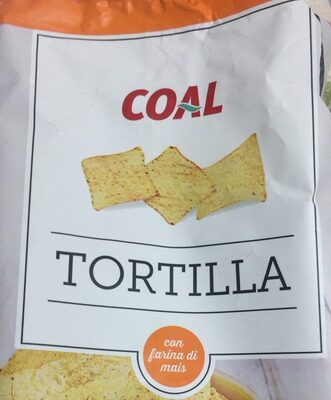 COAL
TORTILLA
con
farina di
mais